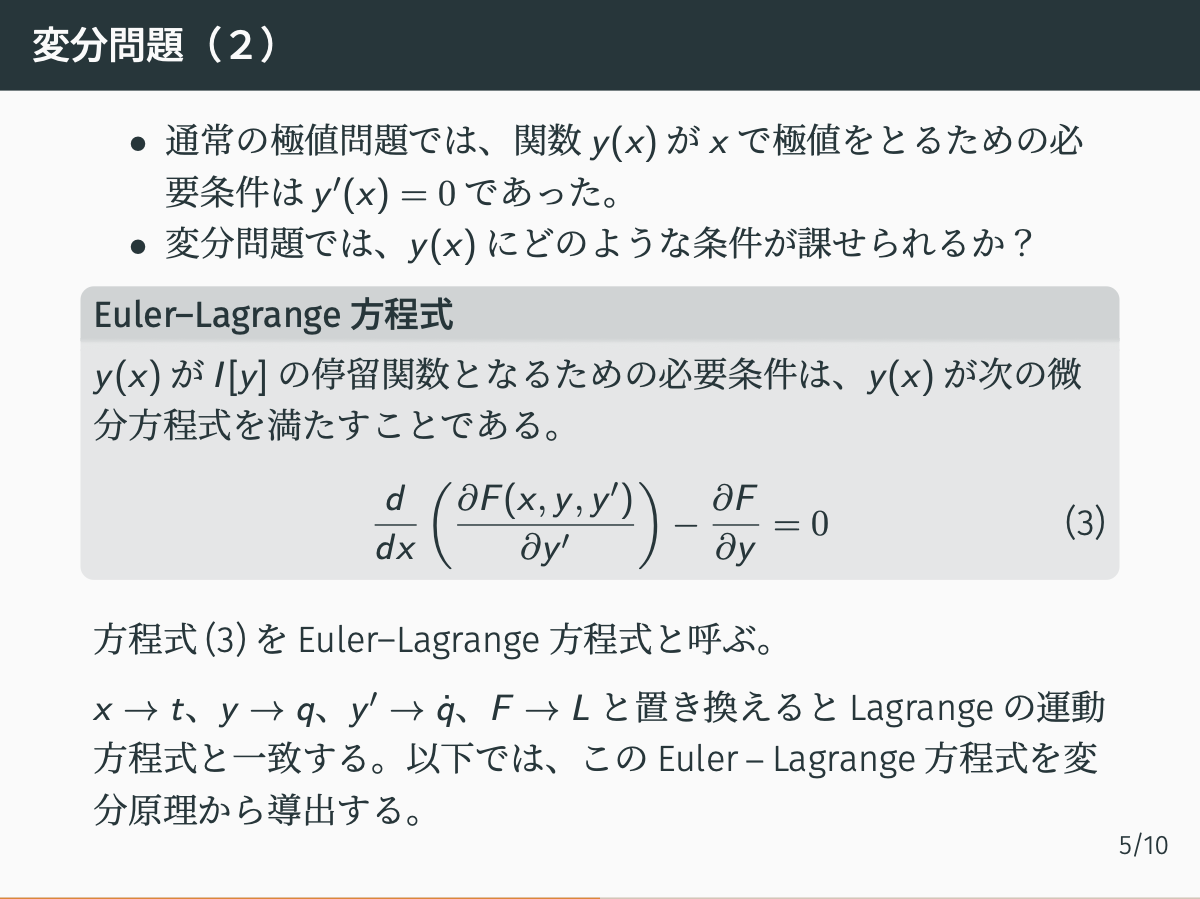 変分問題（２）
• 通常の極値問題では、関数 y(x) が x で極値をとるための必
要条件は y′(x) = 0 であった。
• 変分問題では、y(x) にどのような条件が課せられるか？
Euler–Lagrange 方程式
y(x) が I[y] の停留関数となるための必要条件は、y(x) が次の微
分方程式を満たすことである。
d/dx (∂F(x, y, y′)/∂y′) − ∂F/∂y = 0 (3)
方程式 (3) を Euler–Lagrange 方程式と呼ぶ。
x → t、y → q、y′ → q̇、F → L と置き換えると Lagrange の運動
方程式と一致する。以下では、この Euler – Lagrange 方程式を変
分原理から導出する。
5/10